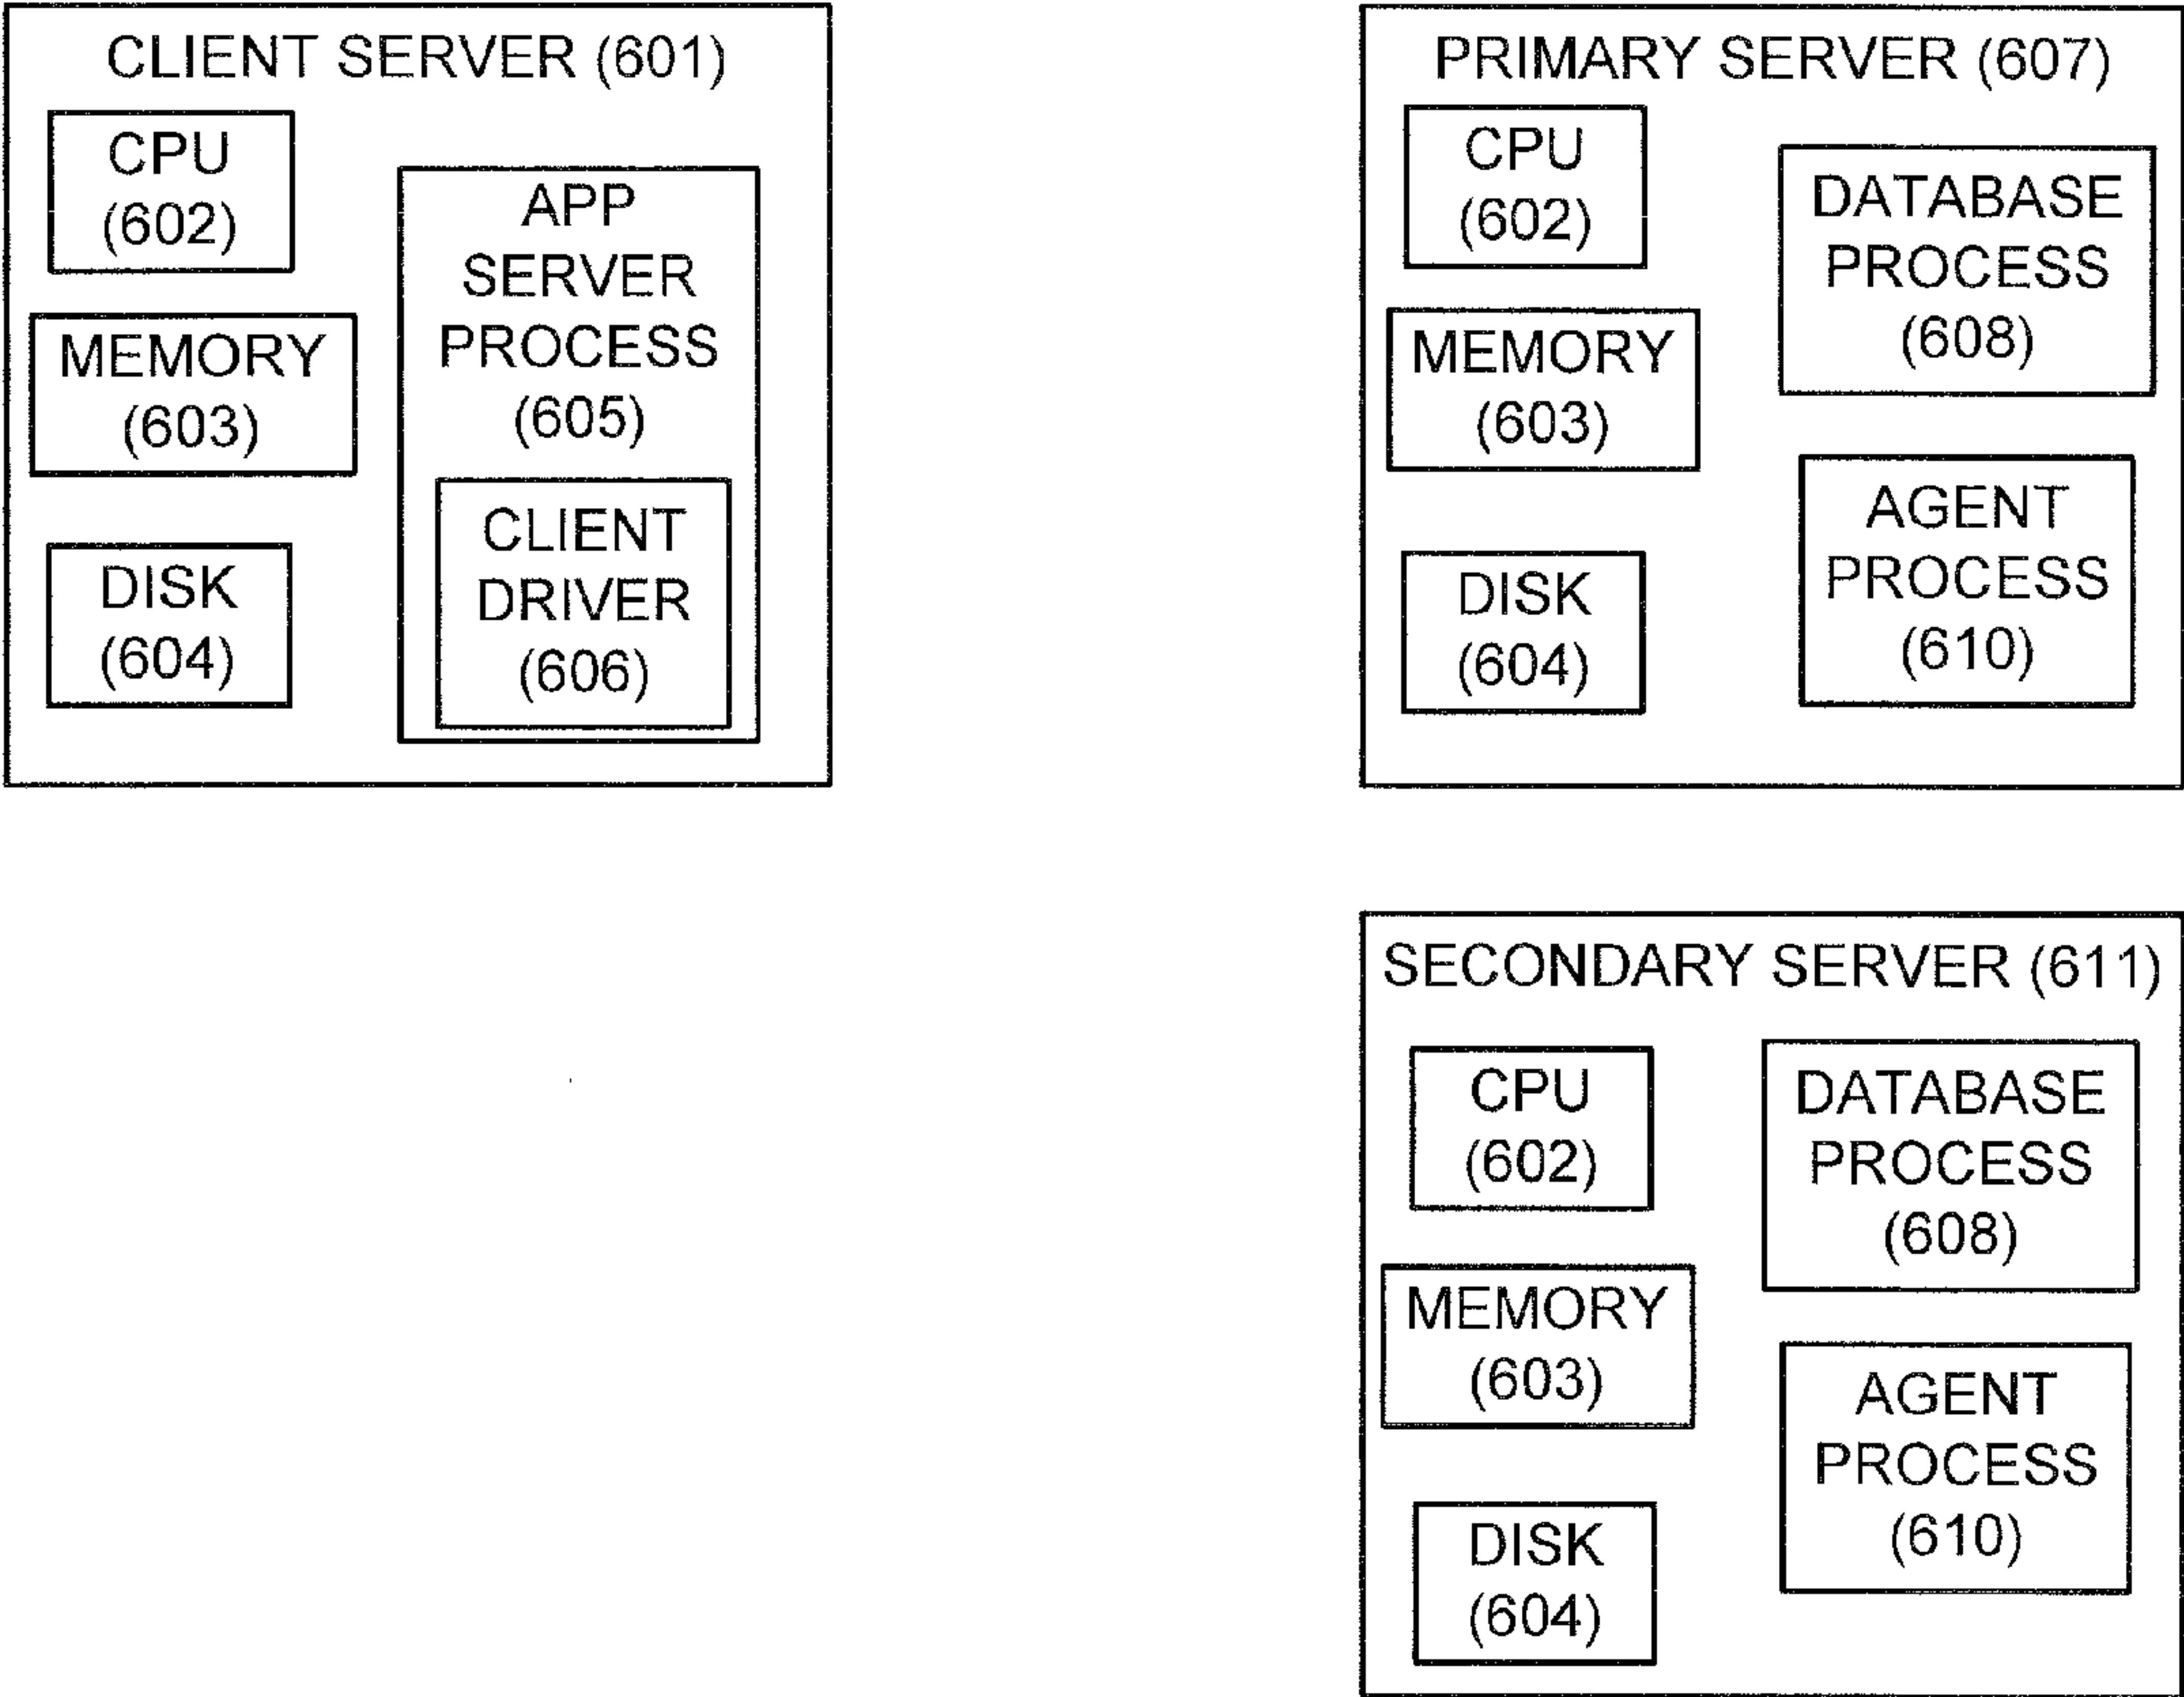 CLIENT SERVER (601)
CPU
(602)
MEMORY
(603)
DISK
(604)
APP
SERVER
PROCESS
(605)
CLIENT
DRIVER
(606)
PRIMARY SERVER (607)
CPU
(602)
MEMORY
(603)
DISK
(604)
DATABASE
PROCESS
(608)
AGENT
PROCESS
(610)
SECONDARY SERVER (611)
CPU
(602)
MEMORY
(603)
DISK
(604)
DATABASE
PROCESS
(608)
AGENT
PROCESS
(610)